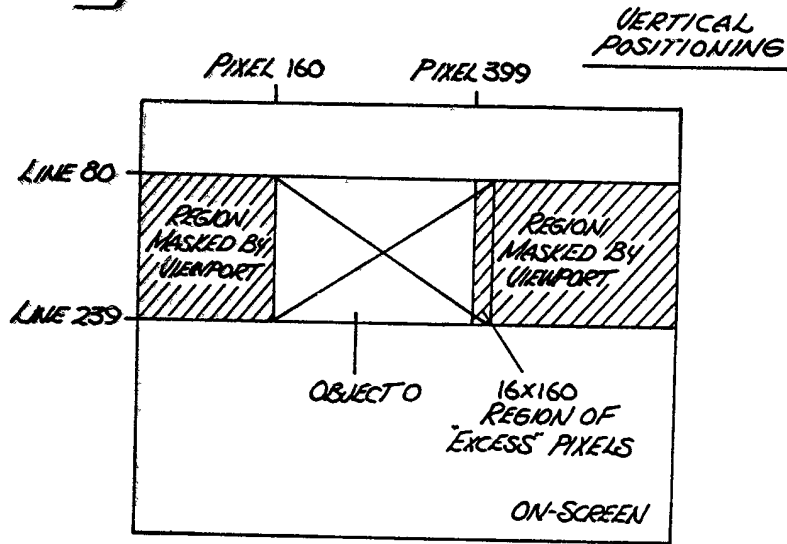 VERTICAL
POSITIONING
PIXEL 160
PIXEL 399
LINE 80
REGION
MASKED BY
VIEWPORT
REGION
MASKED BY
VIEWPORT
LINE 239
OBJECT 0
16x160
REGION OF
"EXCESS" PIXELS
ON-SCREEN